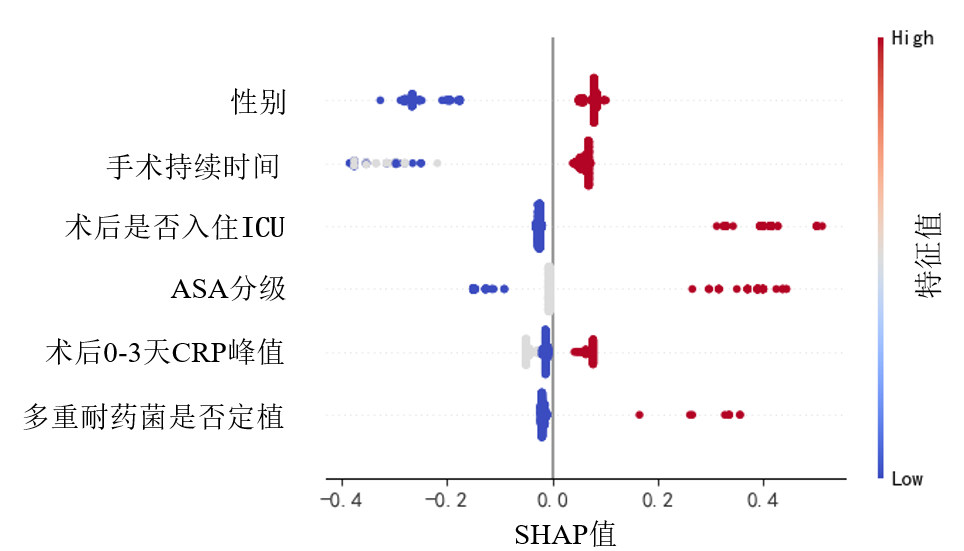 High
性别
手术持续时间
术后是否入住ICU
ASA分级
术后0-3天CRP峰值
多重耐药菌是否定植
特征值
Low
-0.4 -0.2 0.0 0.2 0.4
SHAP值